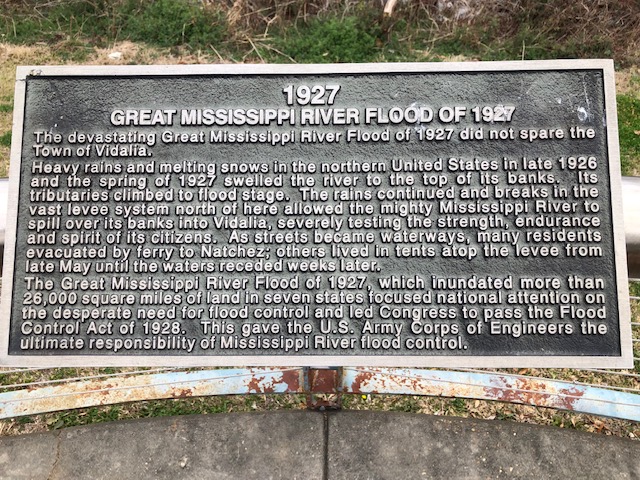 1927
GREAT MISSISSIPPI RIVER FLOOD OF 1927
The devastating Great Mississippi River Flood of 1927 did not spare the
Town of Vidalia.
Heavy rains and melting snows in the northern United States in late 1926
and the spring of 1927 swelled the river to the top of its banks. Its
tributaries climbed to flood stage. The rains continued and breaks in the
vast levee system north of here allowed the mighty Mississippi River to
spill over its banks into Vidalia, severely testing the strength, endurance
and spirit of its citizens. As streets became waterways, many residents
evacuated by ferry to Natchez; others lived in tents atop the levee from
late May until the waters receded weeks later.
The Great Mississippi River Flood of 1927, which inundated more than
26,000 square miles of land in seven states focused national attention on
the desperate need for flood control and led Congress to pass the Flood
Control Act of 1928. This gave the U.S. Army Corps of Engineers the
ultimate responsibility of Mississippi River flood control.